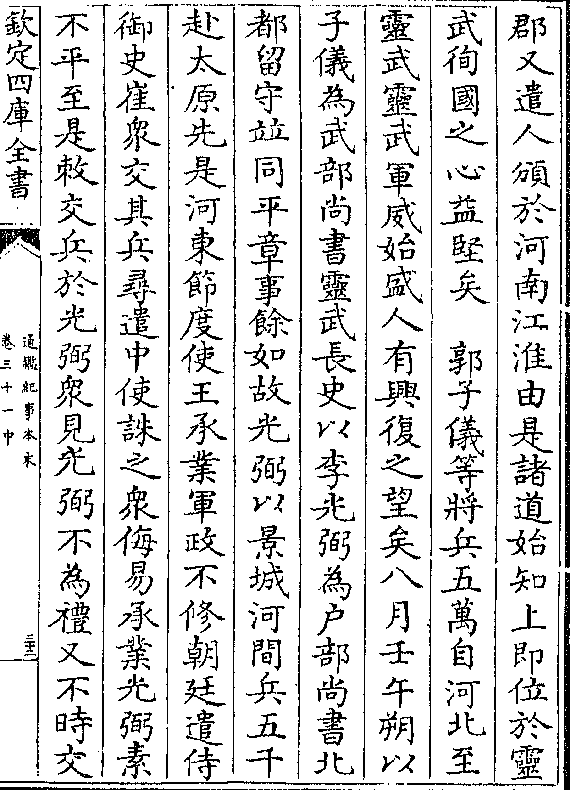 郡又遣人頒於河南江淮由是諸道始知上即位於靈
武徇國之心益堅矣　郭子儀等將兵五萬自河北至
靈武靈武軍威始盛人有興復之望矣八月壬午朔以
子儀為武部尚書靈武長史以李光弼為户部尚書北
都留守並同平章事餘如故光弼以景城河間兵五千
赴太原先是河東節度使王承業軍政不修朝廷遣侍
御史崔衆交其兵尋遣中使誅之衆侮易承業光弼素
不平至是敕交兵於光弼衆見光弼不為禮又不時交
欽定四庫全書
通鑑紀事本末
卷三十一中
三十二